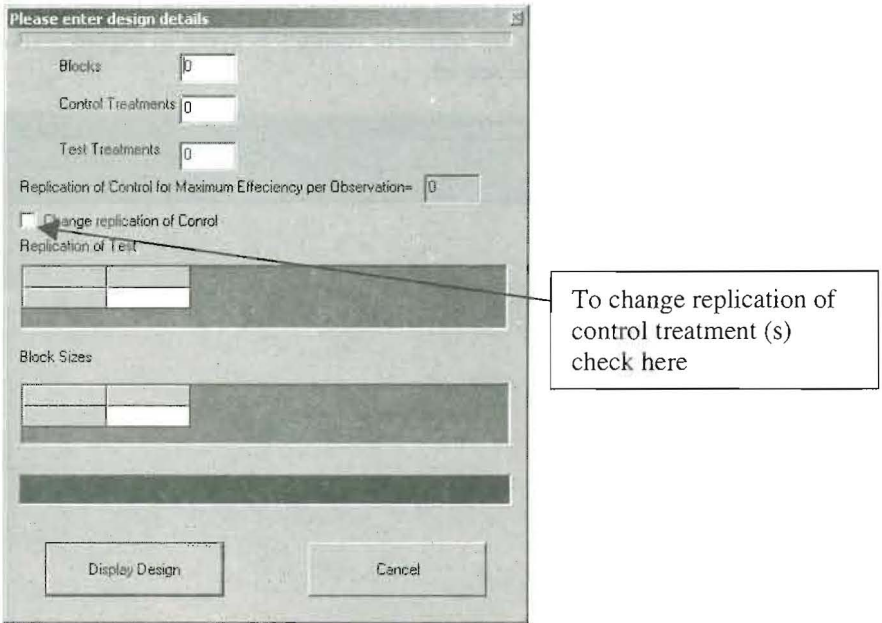 Please enter design details
Blocks 0
Control Treatments 0
Test Treatments 0
Replication of Control for Maximum Effeciency per Observation= 0
Change replication of Conrol
Replication of Test
To change replication of
control treatment (s)
check here
Block Sizes
Display Design Cancel